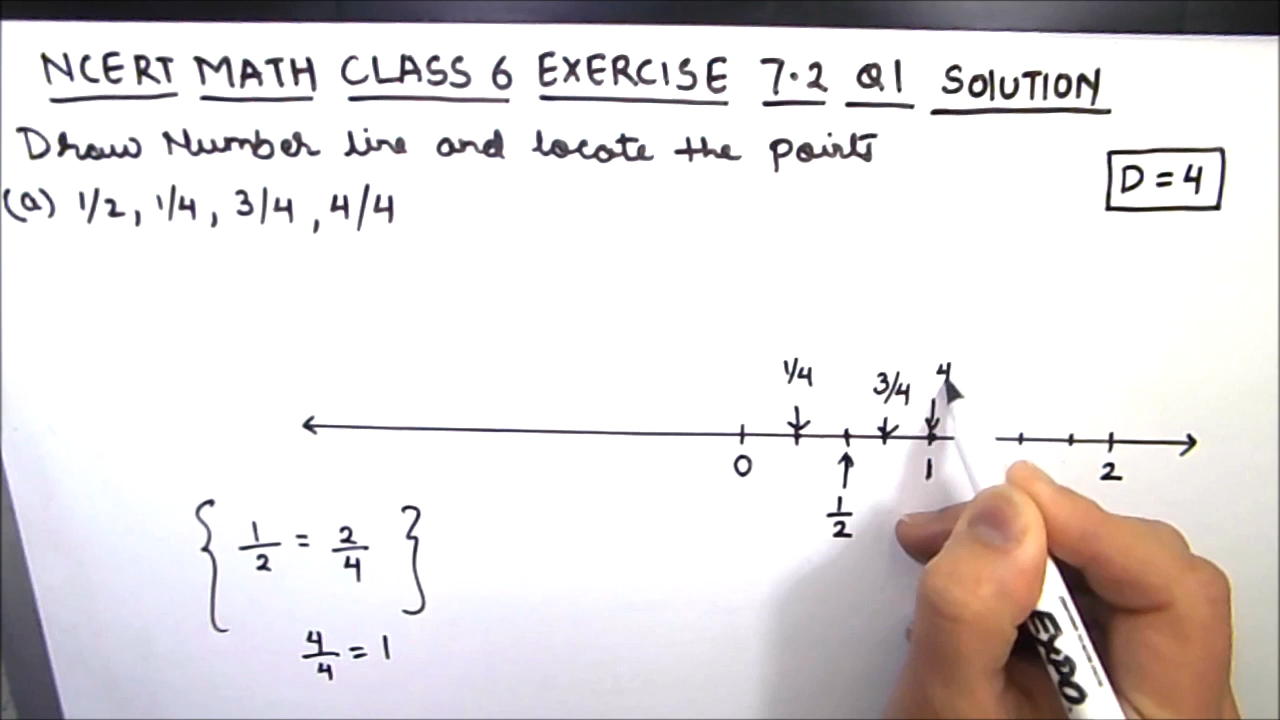 NCERT MATH CLASS 6 EXERCISE 7.2 Q1 SOLUTION
Draw Number line and locate the points
D = 4
(a) 1/2, 1/4, 3/4, 4/4
1/4 3/4 4
0 1 2
1/2
{ 1/2 = 2/4 }
4/4 = 1
EXPO